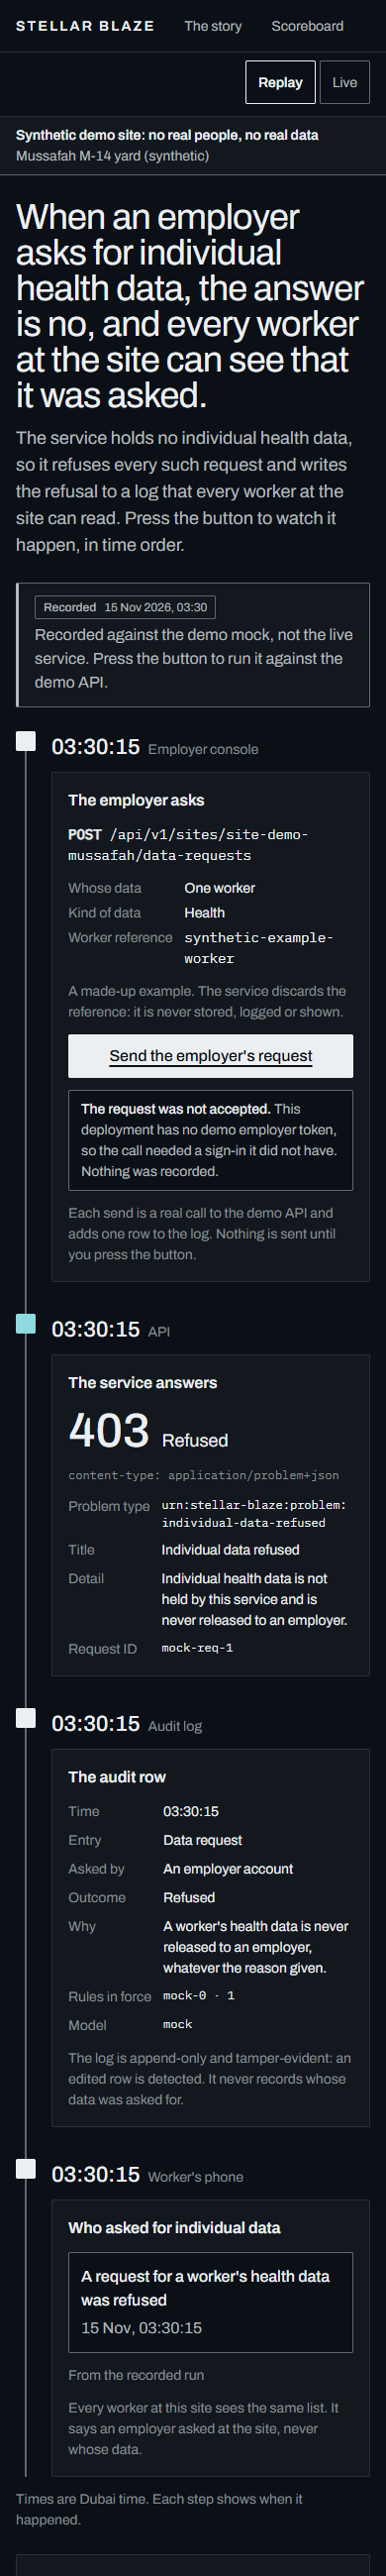 STELLAR BLAZE The story Scoreboard
Replay Live
Synthetic demo site: no real people, no real data
Mussafah M-14 yard (synthetic)
When an employer
asks for individual
health data, the answer
is no, and every worker
at the site can see that
it was asked.
The service holds no individual health data,
so it refuses every such request and writes
the refusal to a log that every worker at the
site can read. Press the button to watch it
happen, in time order.
Recorded 15 Nov 2026, 03:30
Recorded against the demo mock, not the live
service. Press the button to run it against the
demo API.
03:30:15 Employer console
The employer asks
POST /api/v1/sites/site-demo-
mussafah/data-requests
Whose data One worker
Kind of data Health
Worker reference synthetic-example-
worker
A made-up example. The service discards the
reference: it is never stored, logged or shown.
Send the employer's request
The request was not accepted. This
deployment has no demo employer token,
so the call needed a sign-in it did not have.
Nothing was recorded.
Each send is a real call to the demo API and
adds one row to the log. Nothing is sent until
you press the button.
03:30:15 API
The service answers
403 Refused
content-type: application/problem+json
Problem type urn:stellar-blaze:problem:
individual-data-refused
Title Individual data refused
Detail Individual health data is not
held by this service and is
never released to an employer.
Request ID mock-req-1
03:30:15 Audit log
The audit row
Time 03:30:15
Entry Data request
Asked by An employer account
Outcome Refused
Why A worker's health data is never
released to an employer,
whatever the reason given.
Rules in force mock-0 · 1
Model mock
The log is append-only and tamper-evident: an
edited row is detected. It never records whose
data was asked for.
03:30:15 Worker's phone
Who asked for individual data
A request for a worker's health data
was refused
15 Nov, 03:30:15
From the recorded run
Every worker at this site sees the same list. It
says an employer asked at the site, never
whose data.
Times are Dubai time. Each step shows when it
happened.